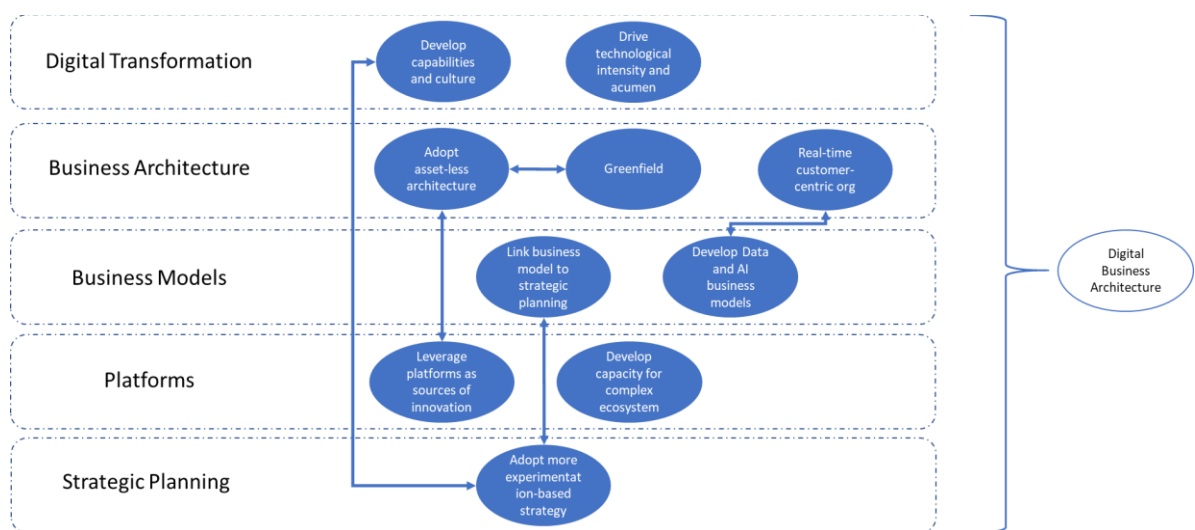 Digital Transformation
Develop
capabilities
and culture
Drive
technological
intensity and
acumen
Business Architecture
Adopt
asset-less
architecture
Greenfield
Real-time
customer-
centric org
Business Models
Link business
model to
strategic
planning
Develop Data
and AI
business
models
Digital
Business
Architecture
Platforms
Leverage
platforms as
sources of
innovation
Develop
capacity for
complex
ecosystem
Strategic Planning
Adopt more
experimentat
ion-based
strategy